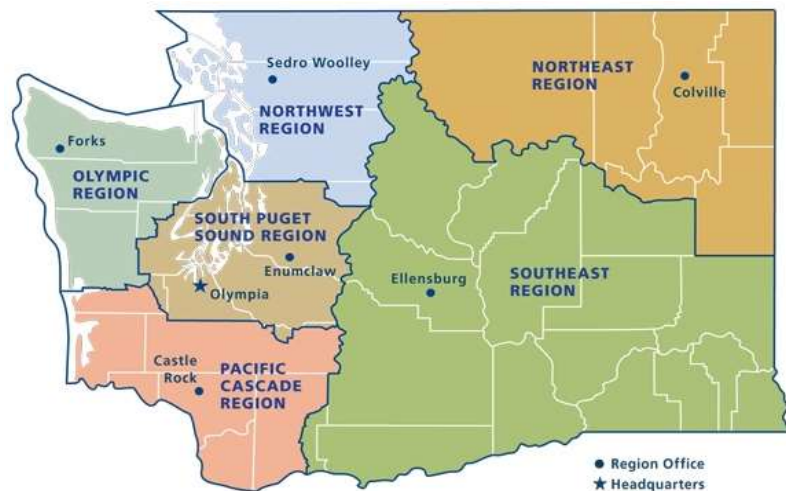 Sedro Woolley
NORTHWEST
REGION
NORTHEAST
REGION
Colville
Forks
OLYMPIC
REGION
SOUTH PUGET
SOUND REGION
Enumclaw
Olympia
Ellensburg
SOUTHEAST
REGION
Castle
Rock
PACIFIC
CASCADE
REGION
Region Office
Headquarters